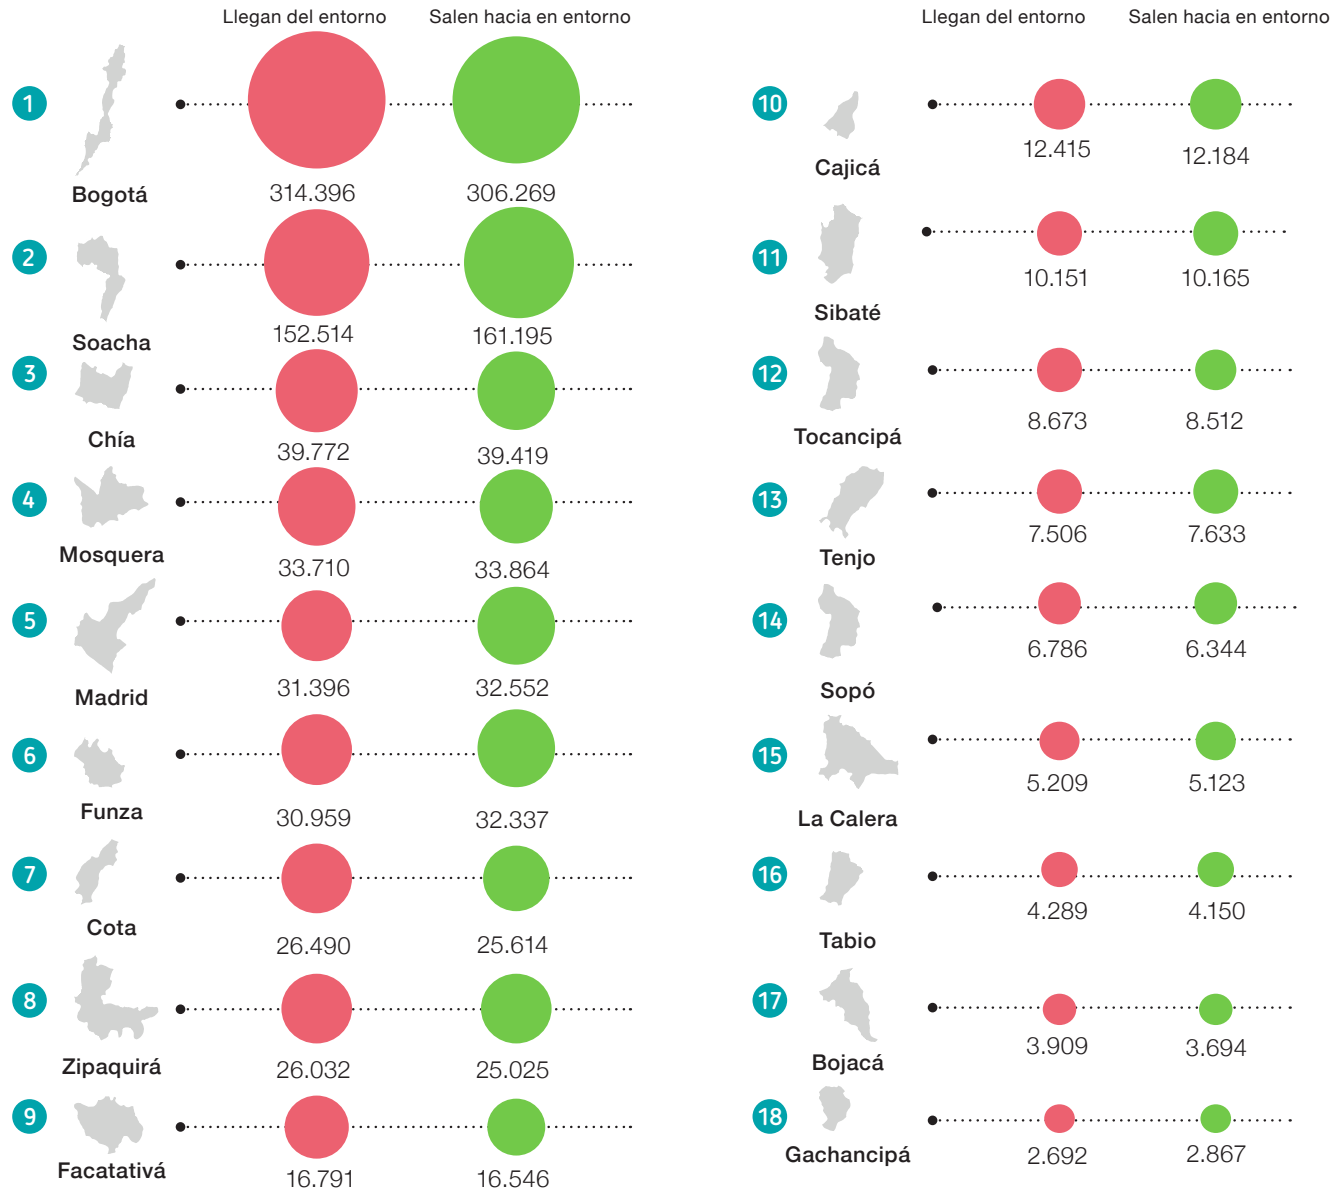 Llegan del entorno
Salen hacia en entorno
1
Bogotá
314.396
306.269
2
Soacha
152.514
161.195
3
Chía
39.772
39.419
4
Mosquera
33.710
33.864
5
Madrid
31.396
32.552
6
Funza
30.959
32.337
7
Cota
26.490
25.614
8
Zipaquirá
26.032
25.025
9
Facatativá
16.791
16.546
Llegan del entorno
Salen hacia en entorno
10
Cajicá
12.415
12.184
11
Sibaté
10.151
10.165
12
Tocancipá
8.673
8.512
13
Tenjo
7.506
7.633
14
Sopó
6.786
6.344
15
La Calera
5.209
5.123
16
Tabio
4.289
4.150
17
Bojacá
3.909
3.694
18
Gachancipá
2.692
2.867